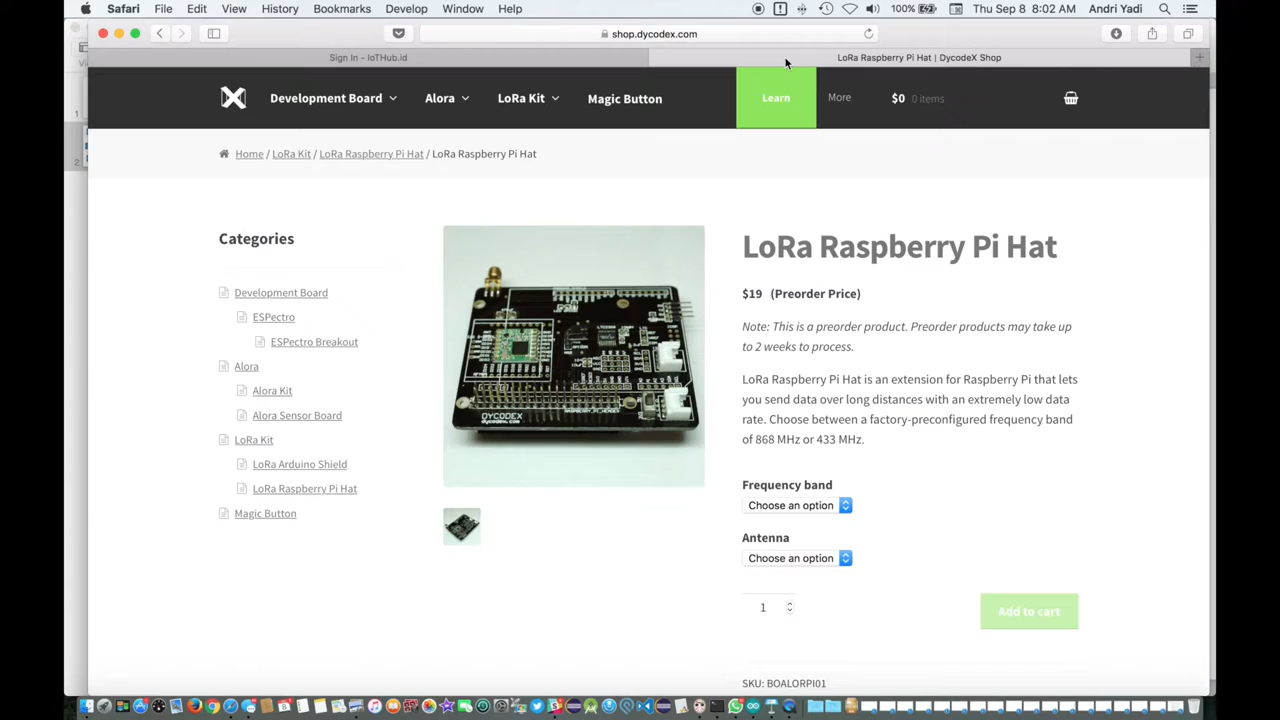 Safari File Edit View History Bookmarks Develop Window Help 100% Thu Sep 8 8:02 AM Andri Yadi
shop.dycodex.com
Sign In - IoTHub.id LoRa Raspberry Pi Hat | DycodeX Shop
Development Board Alora LoRa Kit Magic Button Learn More $0 0 items
Home / LoRa Kit / LoRa Raspberry Pi Hat / LoRa Raspberry Pi Hat
Categories
Development Board
ESPectro
ESPectro Breakout
Alora
Alora Kit
Alora Sensor Board
LoRa Kit
LoRa Arduino Shield
LoRa Raspberry Pi Hat
Magic Button
DYCODEX
dycodex.com
RASPBERRY_PI_HEADER
LoRa Raspberry Pi Hat
$19 (Preorder Price)
Note: This is a preorder product. Preorder products may take up
to 2 weeks to process.
LoRa Raspberry Pi Hat is an extension for Raspberry Pi that lets
you send data over long distances with an extremely low data
rate. Choose between a factory-preconfigured frequency band
of 868 MHz or 433 MHz.
Frequency band
Choose an option
Antenna
Choose an option
1
Add to cart
SKU: BOALORPI01
1
2